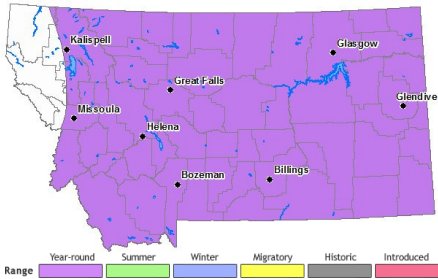 Kalispell
Glasgow
Great Falls
Glendive
Missoula
Helena
Bozeman
Billings
Year-round Summer Winter Migratory Historic Introduced
Range